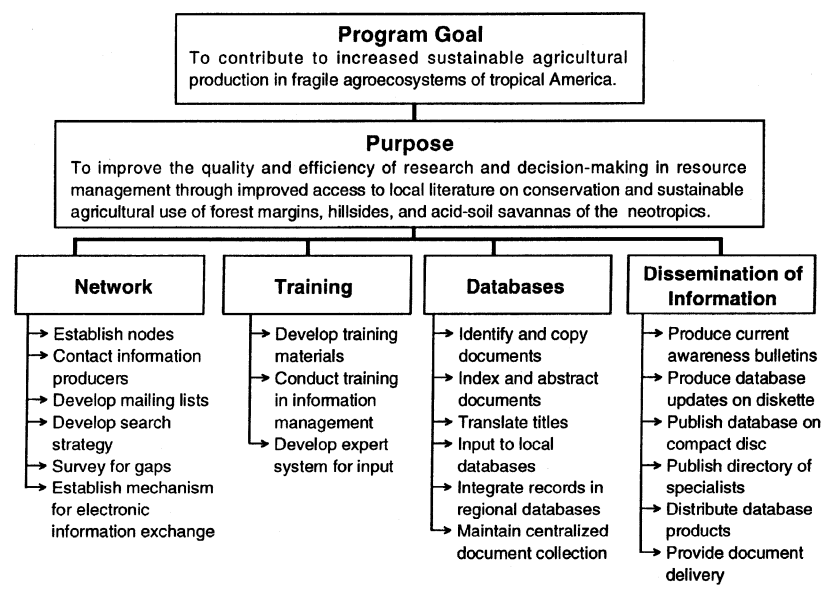 Program Goal
To contribute to increased sustainable agricultural
production in fragile agroecosystems of tropical America.
Purpose
To improve the quality and efficiency of research and decision-making in resource
management through improved access to local literature on conservation and sustainable
agricultural use of forest margins, hillsides, and acid-soil savannas of the neotropics.
Network
Establish nodes
Contact information
producers
Develop mailing lists
Develop search
strategy
Survey for gaps
Establish mechanism
for electronic
information exchange
Training
Develop training
materials
Conduct training
in information
management
Develop expert
system for input
Databases
Identify and copy
documents
Index and abstract
documents
Translate titles
Input to local
databases
Integrate records in
regional databases
Maintain centralized
document collection
Dissemination of
Information
Produce current
awareness bulletins
Produce database
updates on diskette
Publish database on
compact disc
Publish directory of
specialists
Distribute database
products
Provide document
delivery